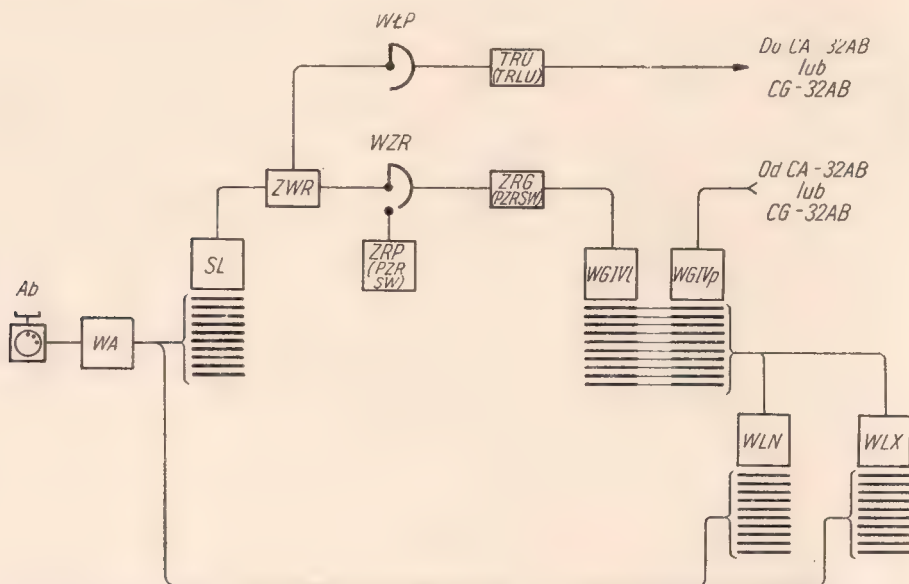 WŁP
TRU
(TRLU)
Do CA-32AB
lub
CG-32AB
WZR
ZWR
ZRG
(PZRSW)
Od CA-32AB
lub
CG-32AB
ZRP
(PZR
SW)
SL
WGIVl
WGIVp
Ab
WA
WLN
WLX